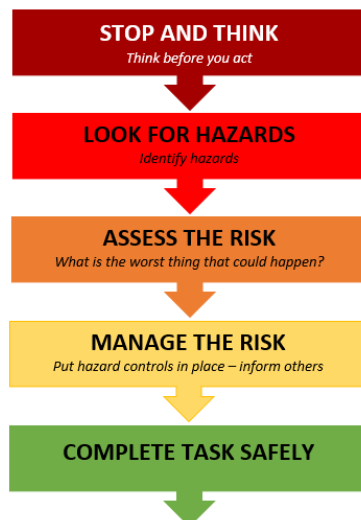 STOP AND THINK
Think before you act
LOOK FOR HAZARDS
Identify hazards
ASSESS THE RISK
What is the worst thing that could happen?
MANAGE THE RISK
Put hazard controls in place – inform others
COMPLETE TASK SAFELY